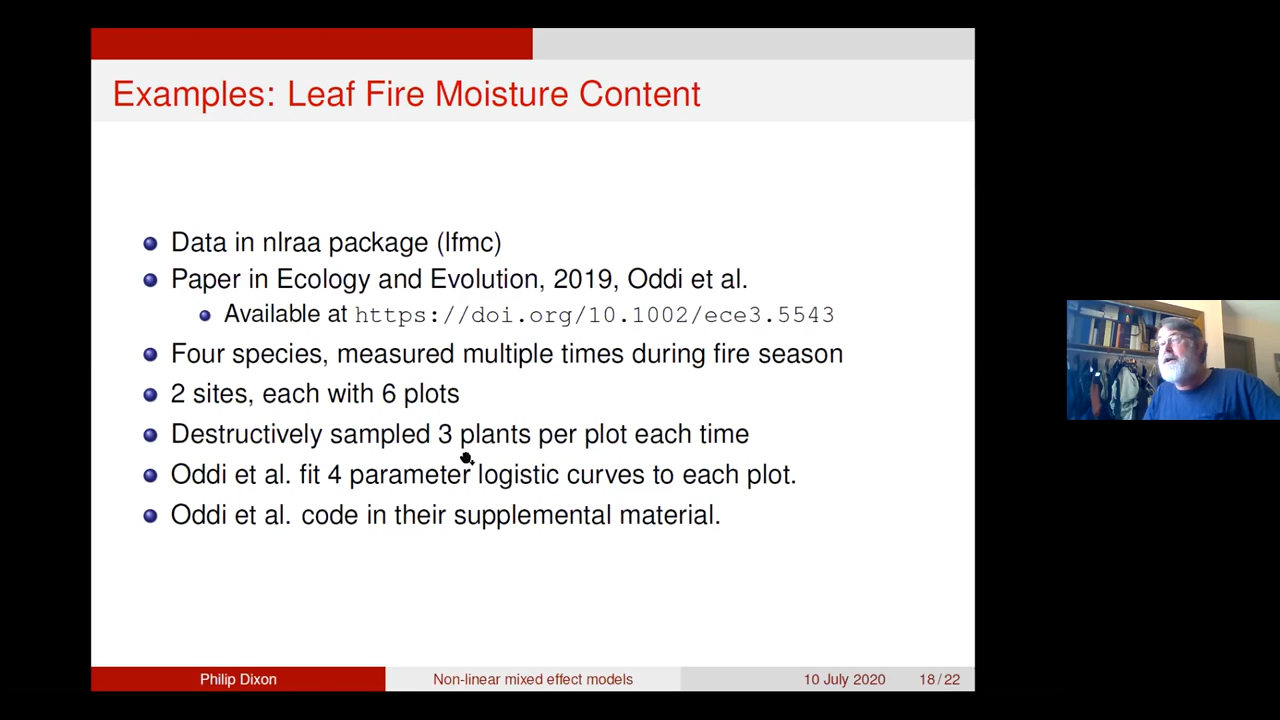 Examples: Leaf Fire Moisture Content
Data in nlraa package (lfmc)
Paper in Ecology and Evolution, 2019, Oddi et al.
Available at https://doi.org/10.1002/ece3.5543
Four species, measured multiple times during fire season
2 sites, each with 6 plots
Destructively sampled 3 plants per plot each time
Oddi et al. fit 4 parameter logistic curves to each plot.
Oddi et al. code in their supplemental material.
Philip Dixon
Non-linear mixed effect models
10 July 2020
18/22